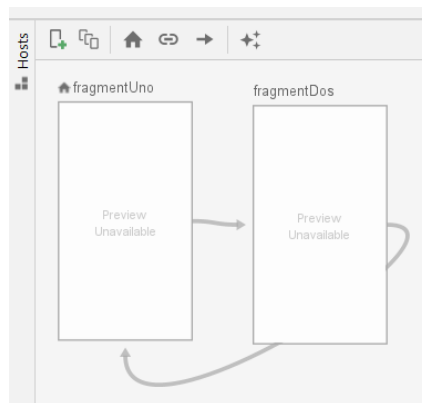 Hosts
fragmentUno
fragmentDos
Preview
Unavailable
Preview
Unavailable